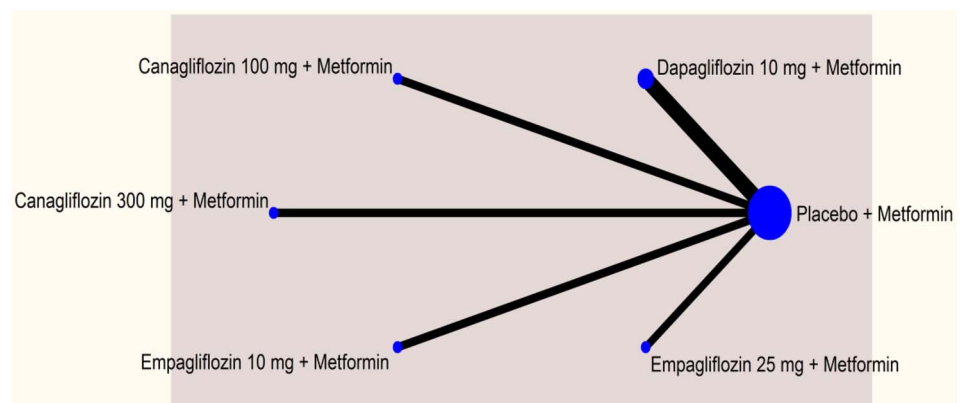 Canagliflozin 100 mg + Metformin
Dapagliflozin 10 mg + Metformin
Canagliflozin 300 mg + Metformin
Placebo + Metformin
Empagliflozin 10 mg + Metformin
Empagliflozin 25 mg + Metformin